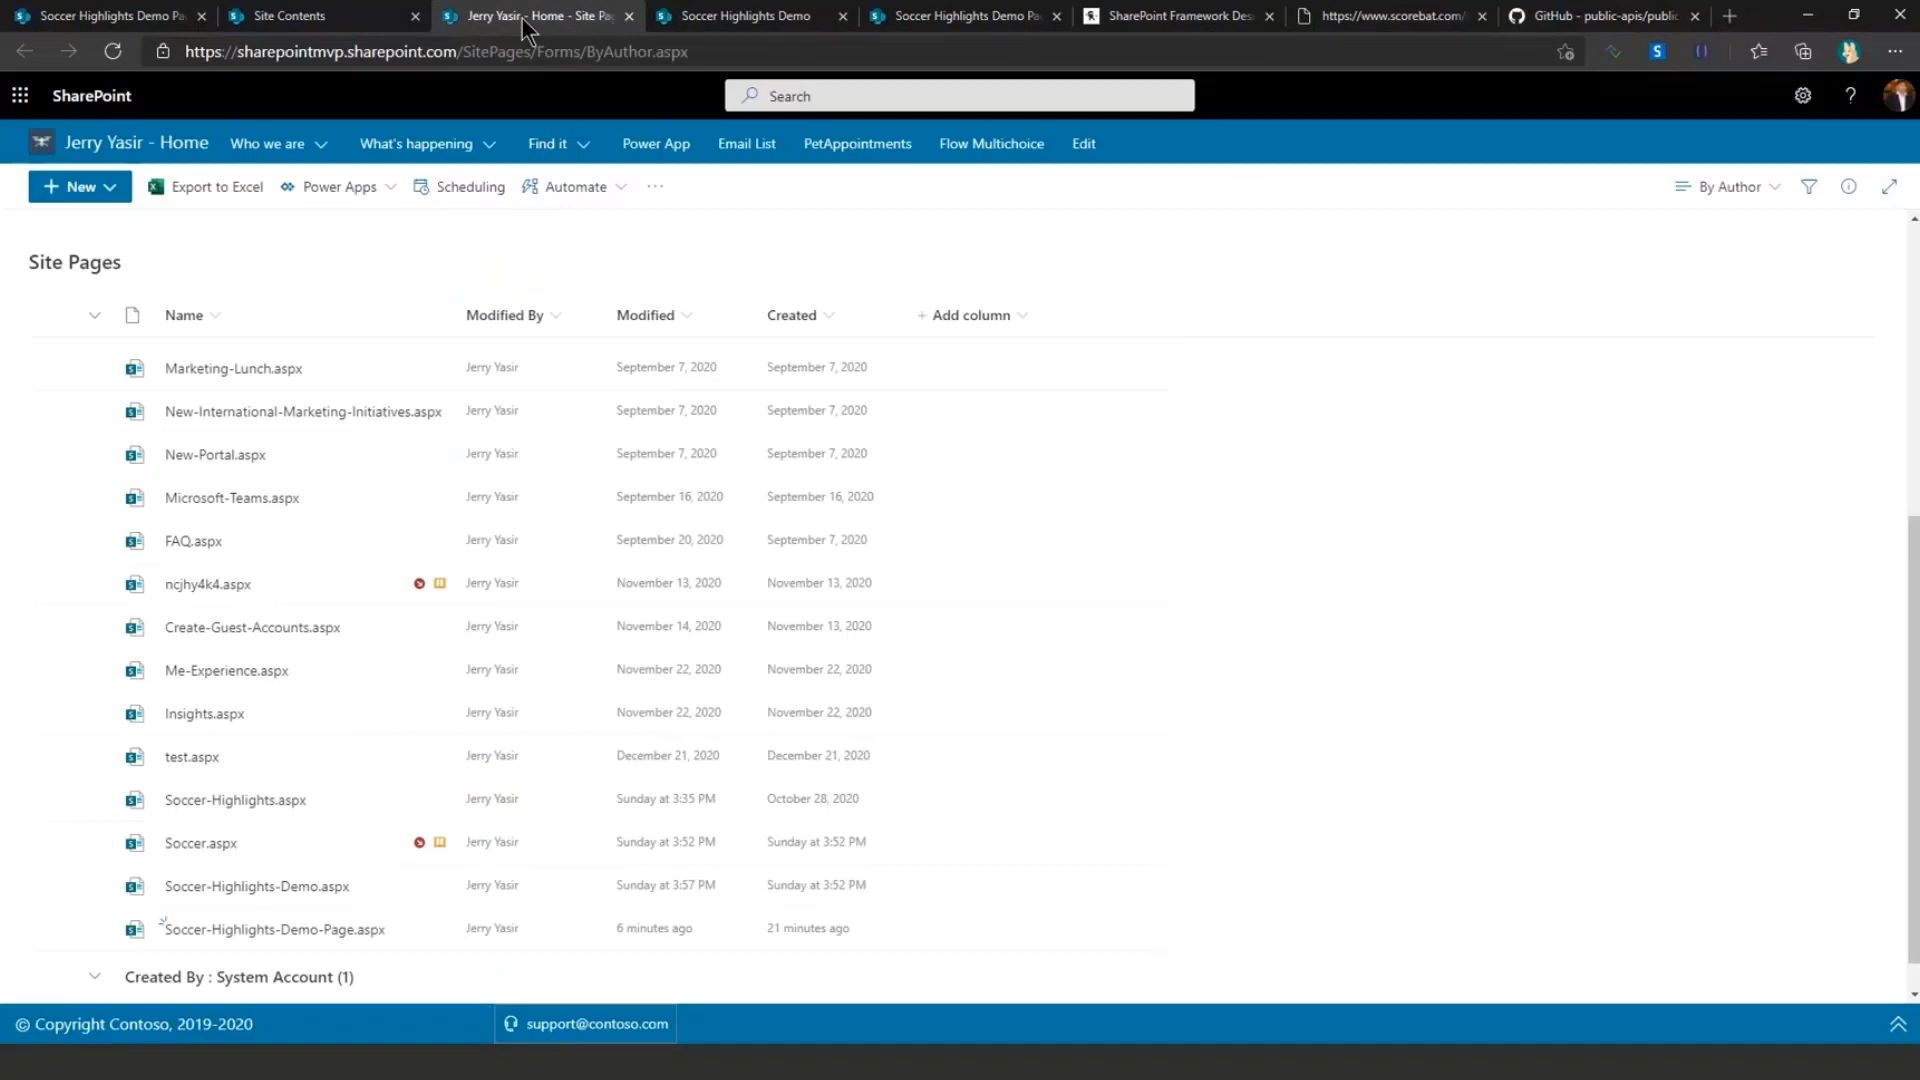 Soccer Highlights Demo Pa
Site Contents
Jerry Yasir - Home - Site Pa
Soccer Highlights Demo
Soccer Highlights Demo Pa
SharePoint Framework Des
https://www.scorebat.com/
GitHub - public-apis/public
https://sharepointmvp.sharepoint.com/SitePages/Forms/ByAuthor.aspx
SharePoint
Search
Jerry Yasir - Home
Who we are
What's happening
Find it
Power App
Email List
PetAppointments
Flow Multichoice
Edit
+ New
Export to Excel
Power Apps
Scheduling
Automate
...
By Author
Site Pages
Name Modified By Modified Created + Add column
Marketing-Lunch.aspx Jerry Yasir September 7, 2020 September 7, 2020
New-International-Marketing-Initiatives.aspx Jerry Yasir September 7, 2020 September 7, 2020
New-Portal.aspx Jerry Yasir September 7, 2020 September 7, 2020
Microsoft-Teams.aspx Jerry Yasir September 16, 2020 September 16, 2020
FAQ.aspx Jerry Yasir September 20, 2020 September 7, 2020
ncjhy4k4.aspx Jerry Yasir November 13, 2020 November 13, 2020
Create-Guest-Accounts.aspx Jerry Yasir November 14, 2020 November 13, 2020
Me-Experience.aspx Jerry Yasir November 22, 2020 November 22, 2020
Insights.aspx Jerry Yasir November 22, 2020 November 22, 2020
test.aspx Jerry Yasir December 21, 2020 December 21, 2020
Soccer-Highlights.aspx Jerry Yasir Sunday at 3:35 PM October 28, 2020
Soccer.aspx Jerry Yasir Sunday at 3:52 PM Sunday at 3:52 PM
Soccer-Highlights-Demo.aspx Jerry Yasir Sunday at 3:57 PM Sunday at 3:52 PM
Soccer-Highlights-Demo-Page.aspx Jerry Yasir 6 minutes ago 21 minutes ago
Created By : System Account (1)
© Copyright Contoso, 2019-2020
support@contoso.com